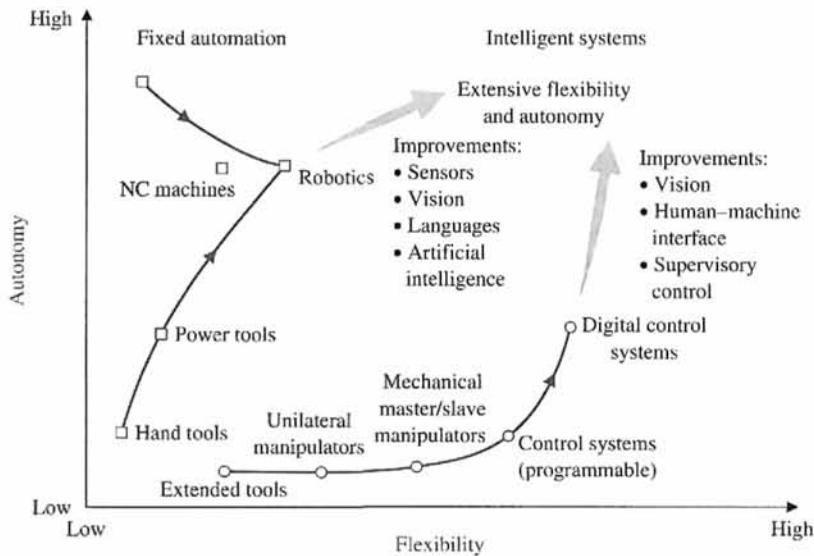 High
Fixed automation
Intelligent systems
Extensive flexibility
and autonomy
Improvements:
• Sensors
• Vision
■ Languages
• Artificial
intelligence
Improvements:
• Vision
• Human–machine
interface
• Supervisory
control
NC machines
Robotics
Autonomy
Power tools
Digital control
systems
Mechanical
master/slave
manipulators
Unilateral
manipulators
Hand tools
Control systems
(programmable)
Extended tools
Low
Low
Flexibility
High